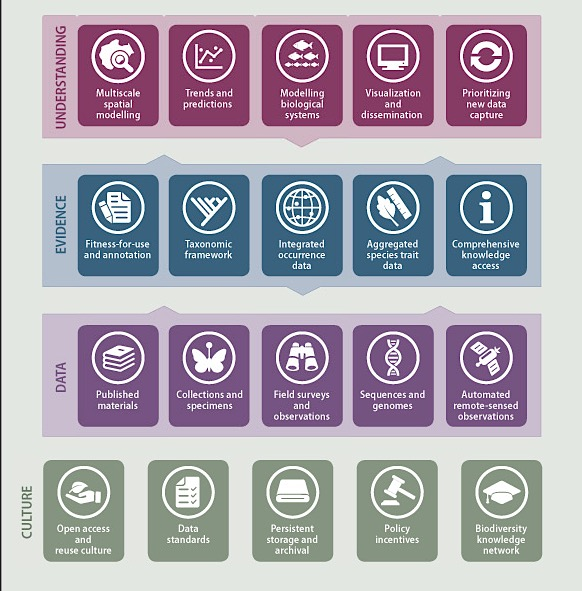 UNDERSTANDING
Multiscale
spatial
modelling
Trends and
predictions
Modelling
biological
systems
Visualization
and
dissemination
Prioritizing
new data
capture
EVIDENCE
Fitness-for-use
and annotation
Taxonomic
framework
Integrated
occurrence
data
Aggregated
species trait
data
Comprehensive
knowledge
access
DATA
Published
materials
Collections and
specimens
Field surveys
and
observations
Sequences and
genomes
Automated
remote-sensed
observations
CULTURE
Open access
and
reuse culture
Data
standards
Persistent
storage and
archival
Policy
incentives
Biodiversity
knowledge
network